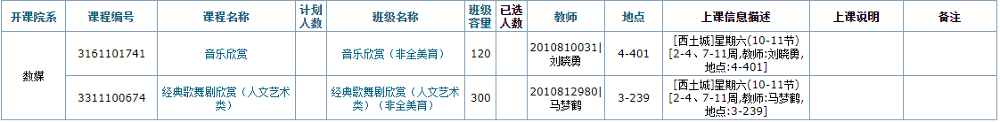 开课院系 课程编号 课程名称 计划人数 班级名称 班级容量 已选人数 教师 地点 上课信息描述 上课说明 备注
数媒
3161101741 音乐欣赏 音乐欣赏（非全美育） 120 2010810031|刘晓勇 4-401 [西土城]星期六(10-11节)
[2-4、7-11周,教师:刘晓勇,
地点:4-401]
3311100674 经典歌舞剧欣赏（人文艺术类） 经典歌舞剧欣赏（人文艺术类）（非全美育） 300 2010812980|马梦鹤 3-239 [西土城]星期六(10-11节)
[2-4、7-11周,教师:马梦鹤,
地点:3-239]